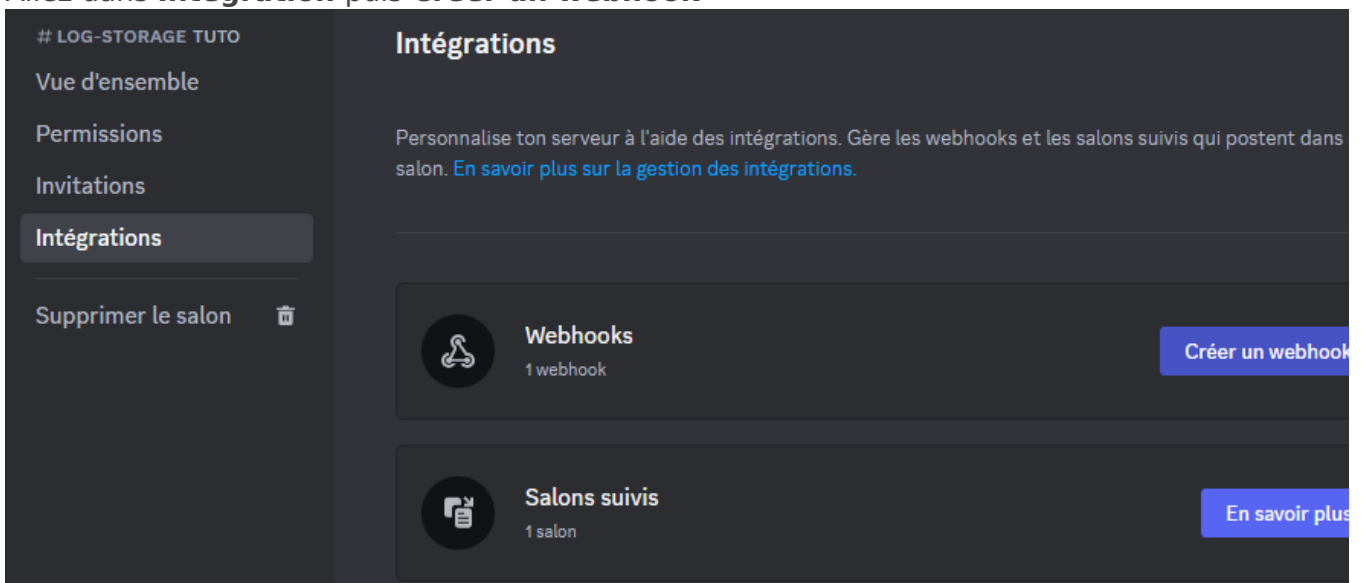 # LOG-STORAGE TUTO
Vue d'ensemble
Permissions
Invitations
Intégrations
Supprimer le salon
Intégrations
Personnalise ton serveur à l'aide des intégrations. Gère les webhooks et les salons suivis qui postent dans
salon. En savoir plus sur la gestion des intégrations.
Webhooks
1 webhook
Créer un webhook
Salons suivis
1 salon
En savoir plus